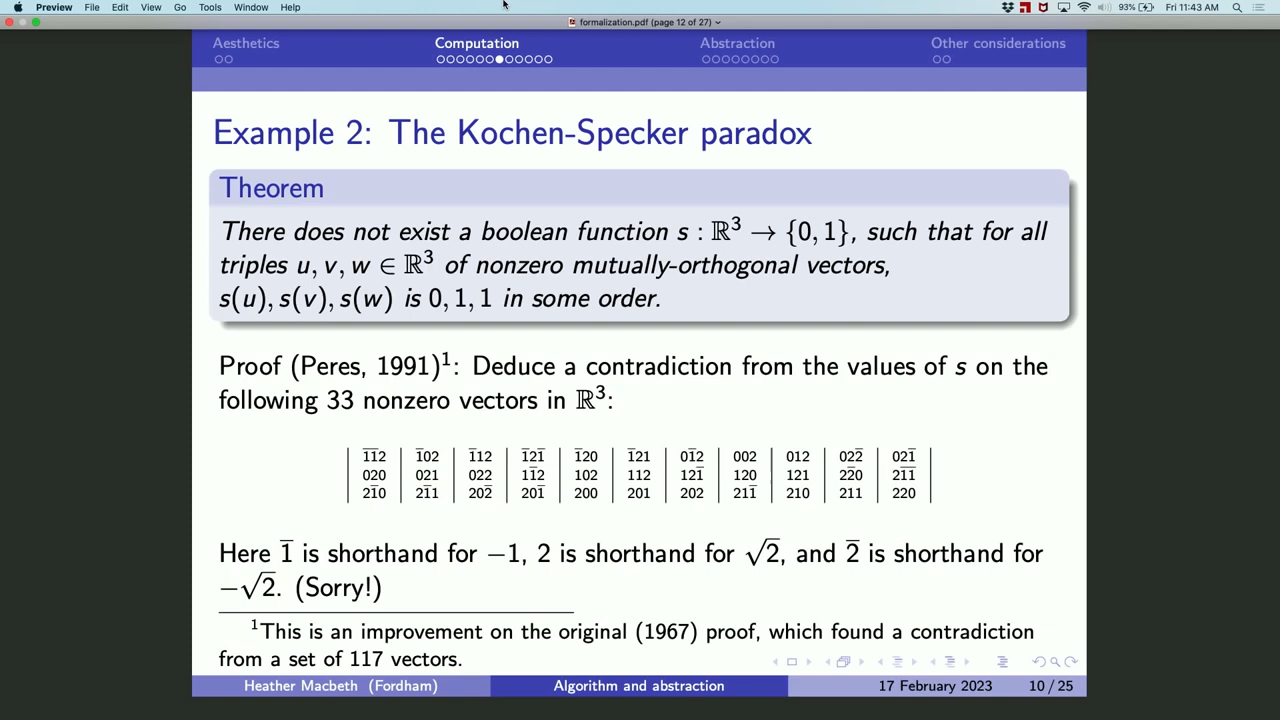 Preview File Edit View Go Tools Window Help 93% Fri 11:43 AM
formalization.pdf (page 12 of 27)
Aesthetics Computation Abstraction Other considerations
Example 2: The Kochen-Specker paradox
Theorem
There does not exist a boolean function s : ℝ³ → {0, 1}, such that for all
triples u, v, w ∈ ℝ³ of nonzero mutually-orthogonal vectors,
s(u), s(v), s(w) is 0, 1, 1 in some order.
Proof (Peres, 1991)¹: Deduce a contradiction from the values of s on the
following 33 nonzero vectors in ℝ³:
1̅1̅2 | 1̅02 | 1̅12 | 1̅21̅ | 1̅20 | 1̅21 | 01̅2 | 002 | 012 | 022̅ | 021̅
020 | 021 | 022 | 11̅2 | 102 | 112 | 121̅ | 120 | 121 | 22̅0 | 21̅1̅
21̅0 | 21̅1 | 202̅ | 201̅ | 200 | 201 | 202 | 211̅ | 210 | 211 | 220
Here 1̅ is shorthand for −1, 2 is shorthand for √2, and 2̅ is shorthand for
−√2. (Sorry!)
¹This is an improvement on the original (1967) proof, which found a contradiction
from a set of 117 vectors.
Heather Macbeth (Fordham) Algorithm and abstraction 17 February 2023 10 / 25